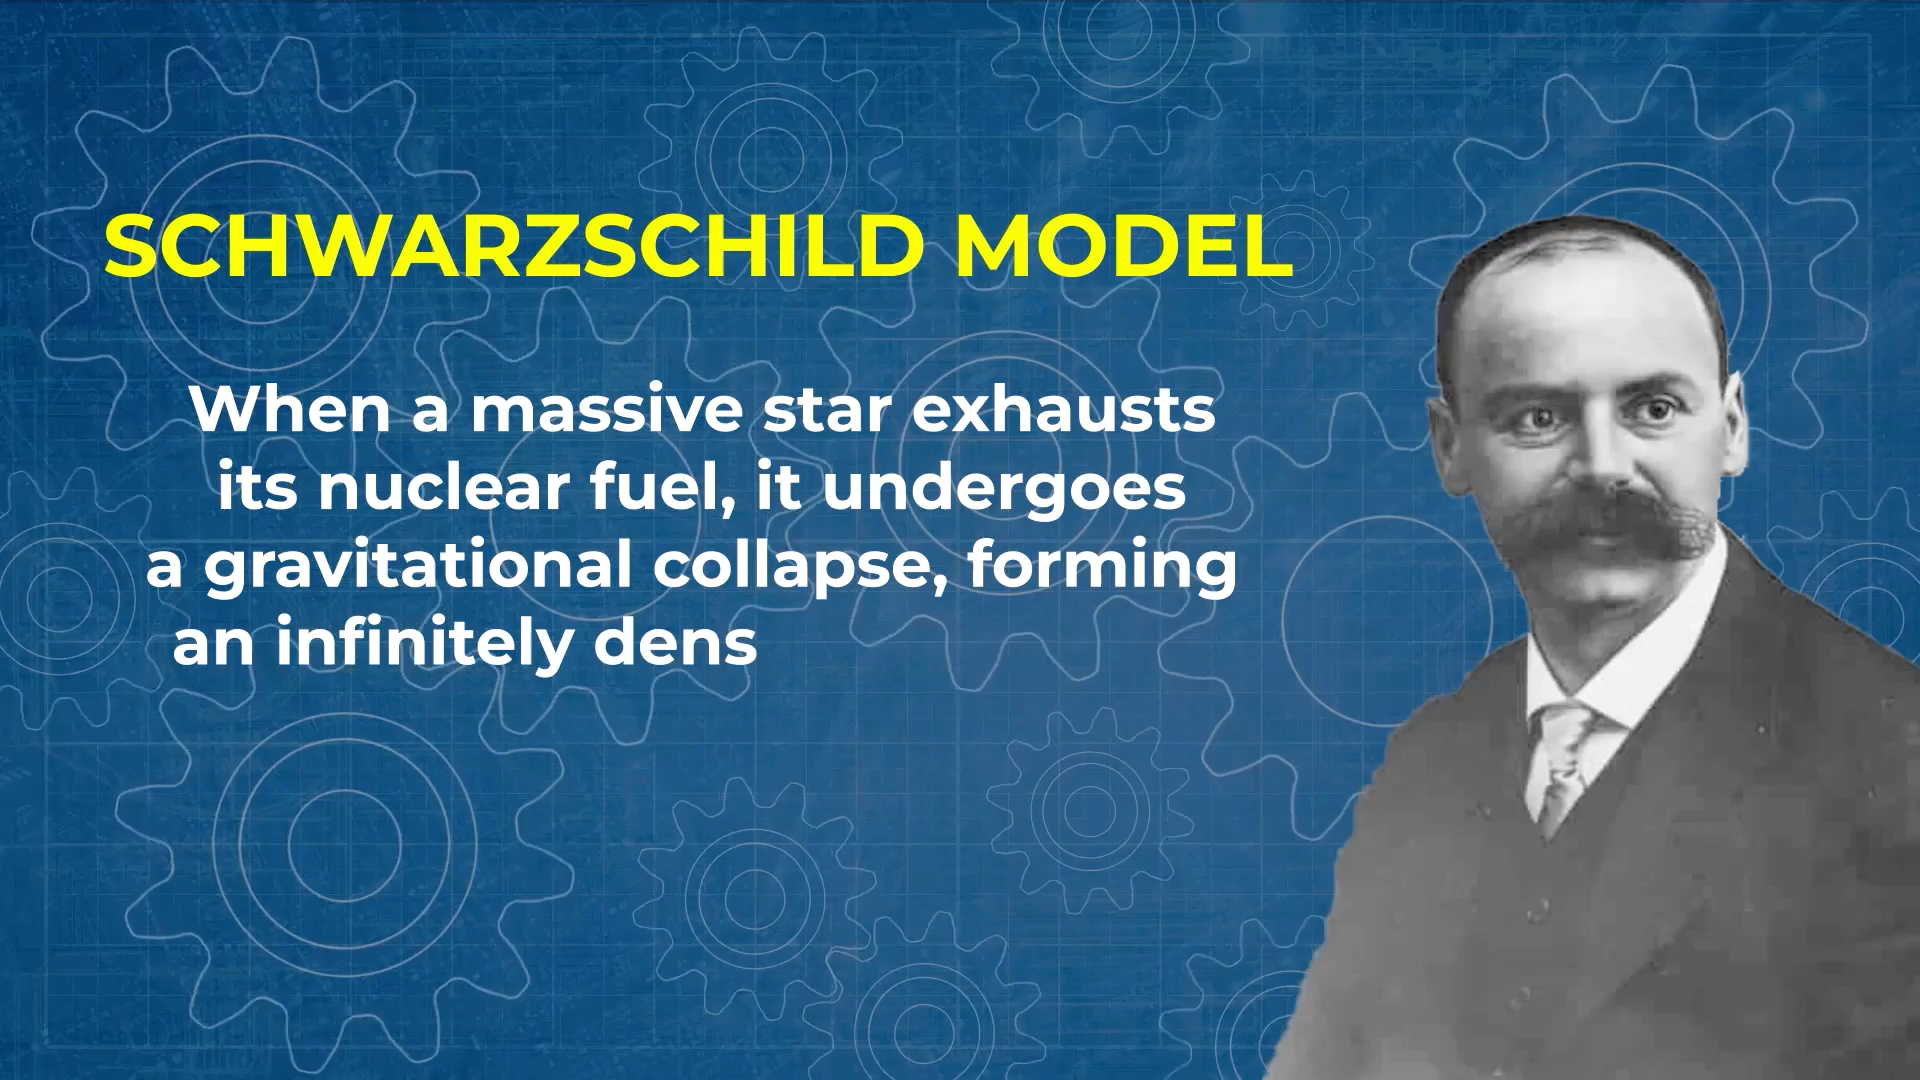 SCHWARZSCHILD MODEL
When a massive star exhausts
its nuclear fuel, it undergoes
a gravitational collapse, forming
an infinitely dens